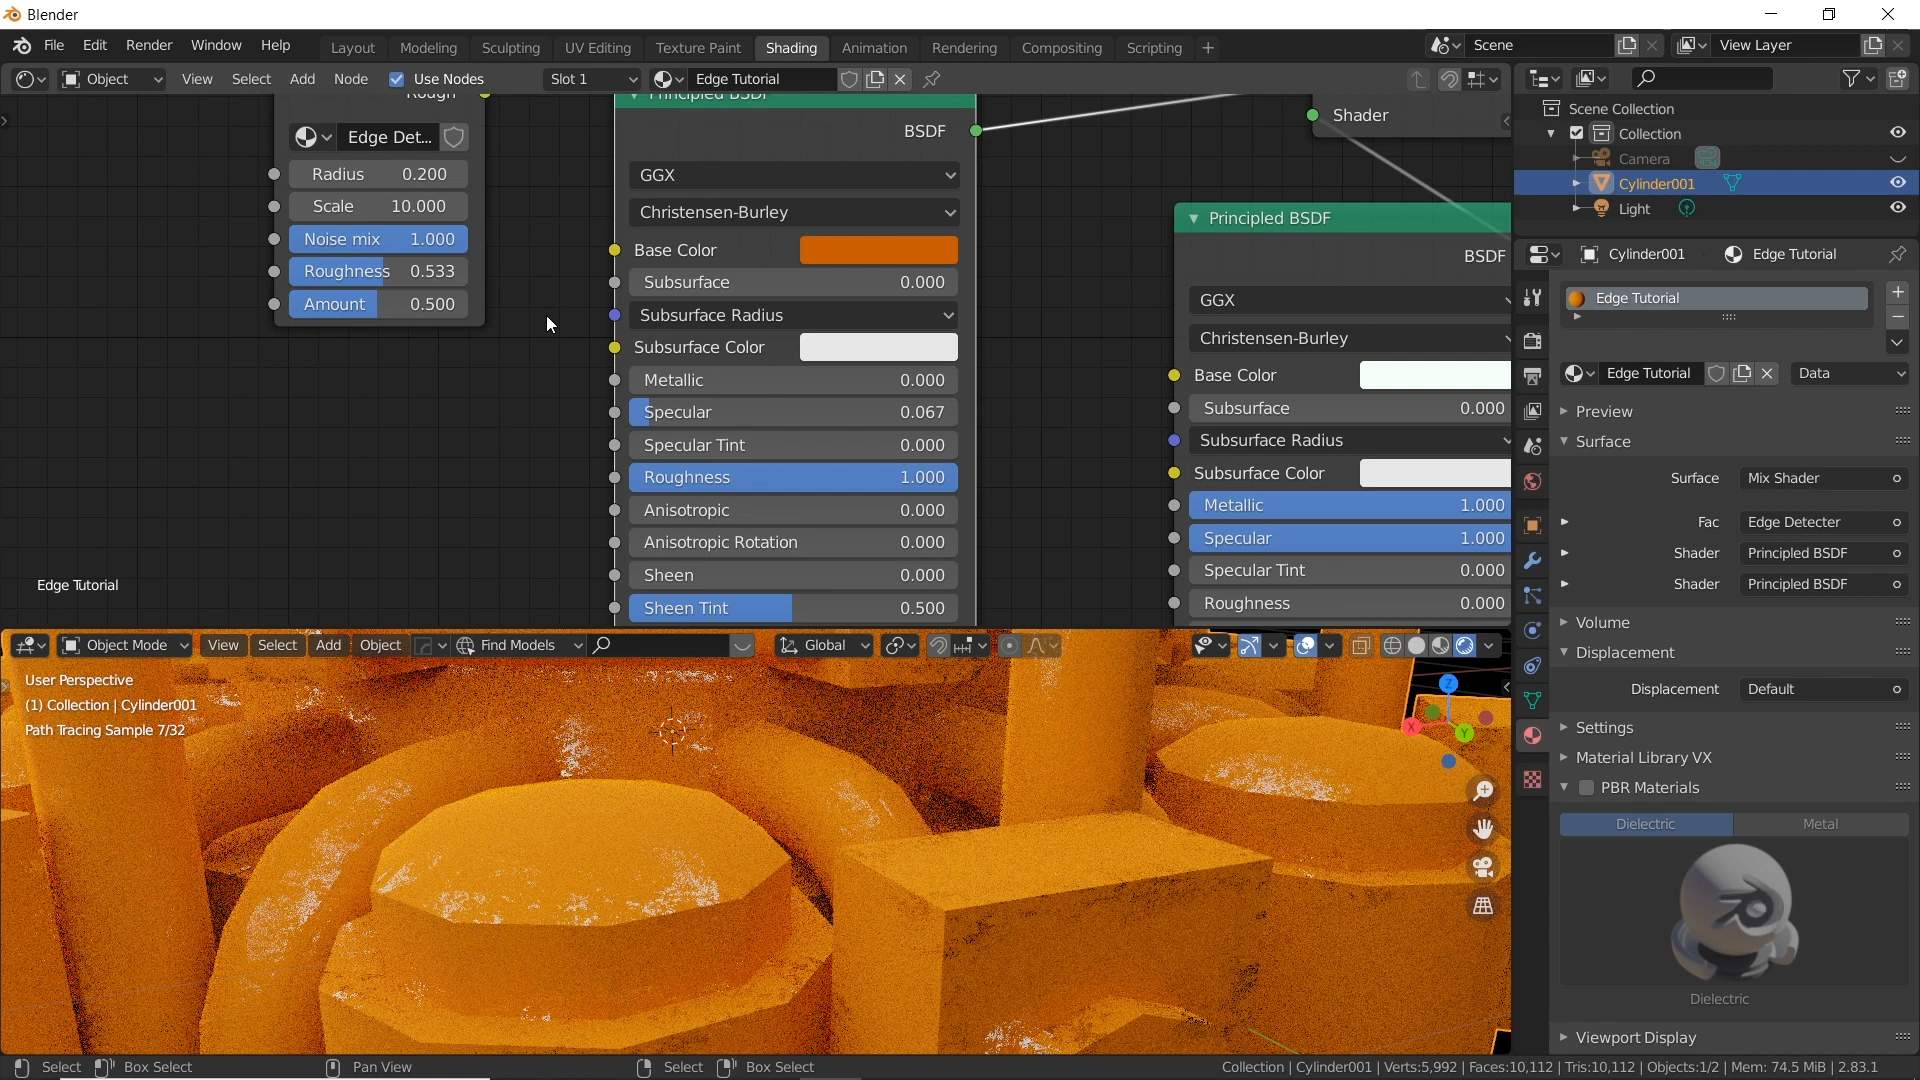 Blender
File Edit Render Window Help Layout Modeling Sculpting UV Editing Texture Paint Shading Animation Rendering Compositing Scripting + Scene View Layer
Object View Select Add Node Use Nodes Slot 1 Edge Tutorial
Rough
Edge Det...
Radius 0.200
Scale 10.000
Noise mix 1.000
Roughness 0.533
Amount 0.500
Edge Tutorial
Principled BSDF
BSDF
GGX
Christensen-Burley
Base Color
Subsurface 0.000
Subsurface Radius
Subsurface Color
Metallic 0.000
Specular 0.067
Specular Tint 0.000
Roughness 1.000
Anisotropic 0.000
Anisotropic Rotation 0.000
Sheen 0.000
Sheen Tint 0.500
Shader
Principled BSDF
BSDF
GGX
Christensen-Burley
Base Color
Subsurface 0.000
Subsurface Radius
Subsurface Color
Metallic 1.000
Specular 1.000
Specular Tint 0.000
Roughness 0.000
Object Mode View Select Add Object Find Models Global
User Perspective
(1) Collection | Cylinder001
Path Tracing Sample 7/32
Z
X
Y
Scene Collection
Collection
Camera
Cylinder001
Light
Cylinder001 Edge Tutorial
Edge Tutorial
Edge Tutorial Data
Preview
Surface
Surface Mix Shader
Fac Edge Detecter
Shader Principled BSDF
Shader Principled BSDF
Volume
Displacement
Displacement Default
Settings
Material Library VX
PBR Materials
Dielectric Metal
Dielectric
Viewport Display
Select Box Select Pan View Select Box Select Collection | Cylinder001 | Verts:5,992 | Faces:10,112 | Tris:10,112 | Objects:1/2 | Mem: 74.5 MiB | 2.83.1